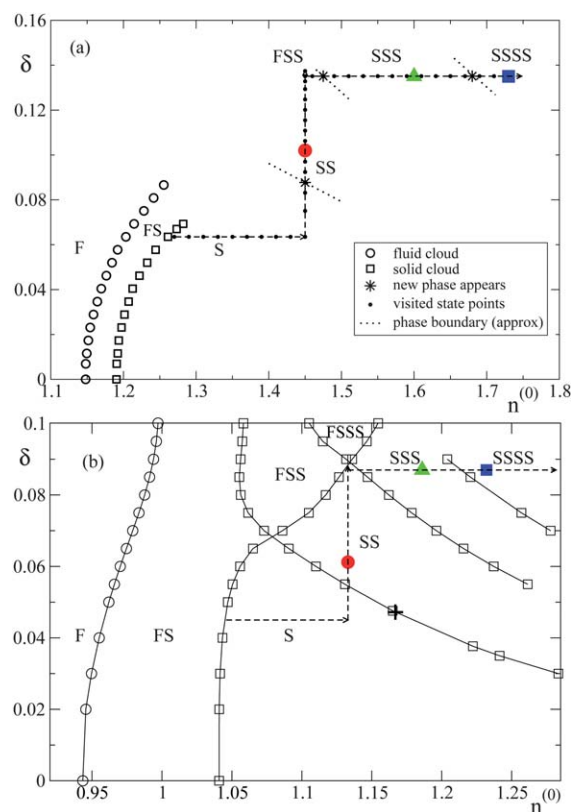 (a)
0.16
0.12
0.08
0.04
0
δ
FSS
SSS
SSSS
SS
F
FS
S
fluid cloud
solid cloud
new phase appears
visited state points
phase boundary (approx)
1.1 1.2 1.3 1.4 1.5 1.6 1.7 1.8
n(0)
(b)
0.1
0.08
0.06
0.04
0.02
0
δ
FSSS
SSS
SSSS
FSS
SS
F
FS
S
0.95 1 1.05 1.1 1.15 1.2 1.25
n(0)